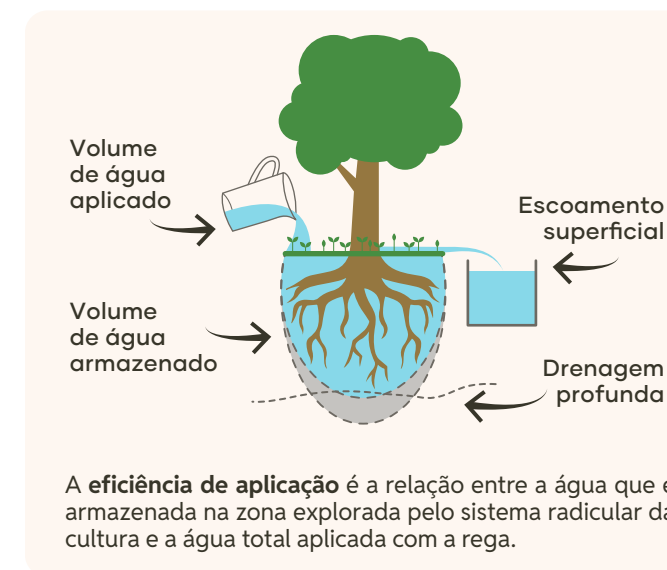 Volume
de água
aplicado
Escoamento
superficial
Volume
de água
armazenado
Drenagem
profunda
A eficiência de aplicação é a relação entre a água que
armazenada na zona explorada pelo sistema radicular da
cultura e a água total aplicada com a rega.